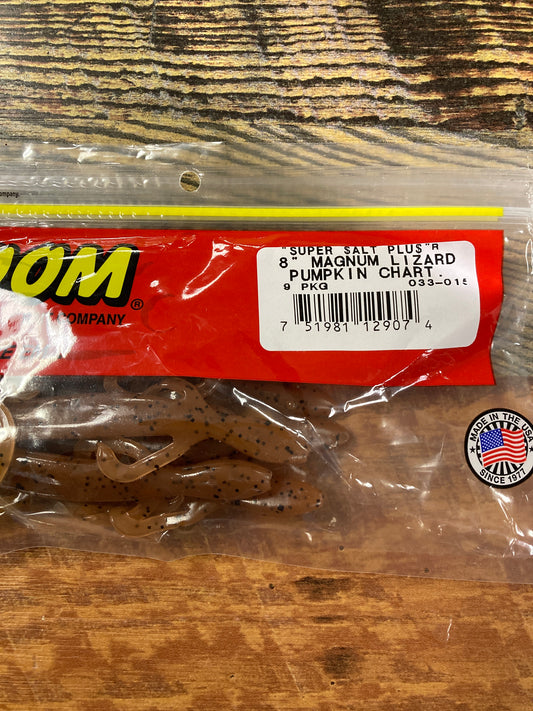 ompany.
OOM®
COMPANY
"SUPER SALT PLUS"R
8" MAGNUM LIZARD
PUMPKIN CHART.
9 PKG 033-015
7 51981 12907 4
MADE IN THE USA
SINCE 1977